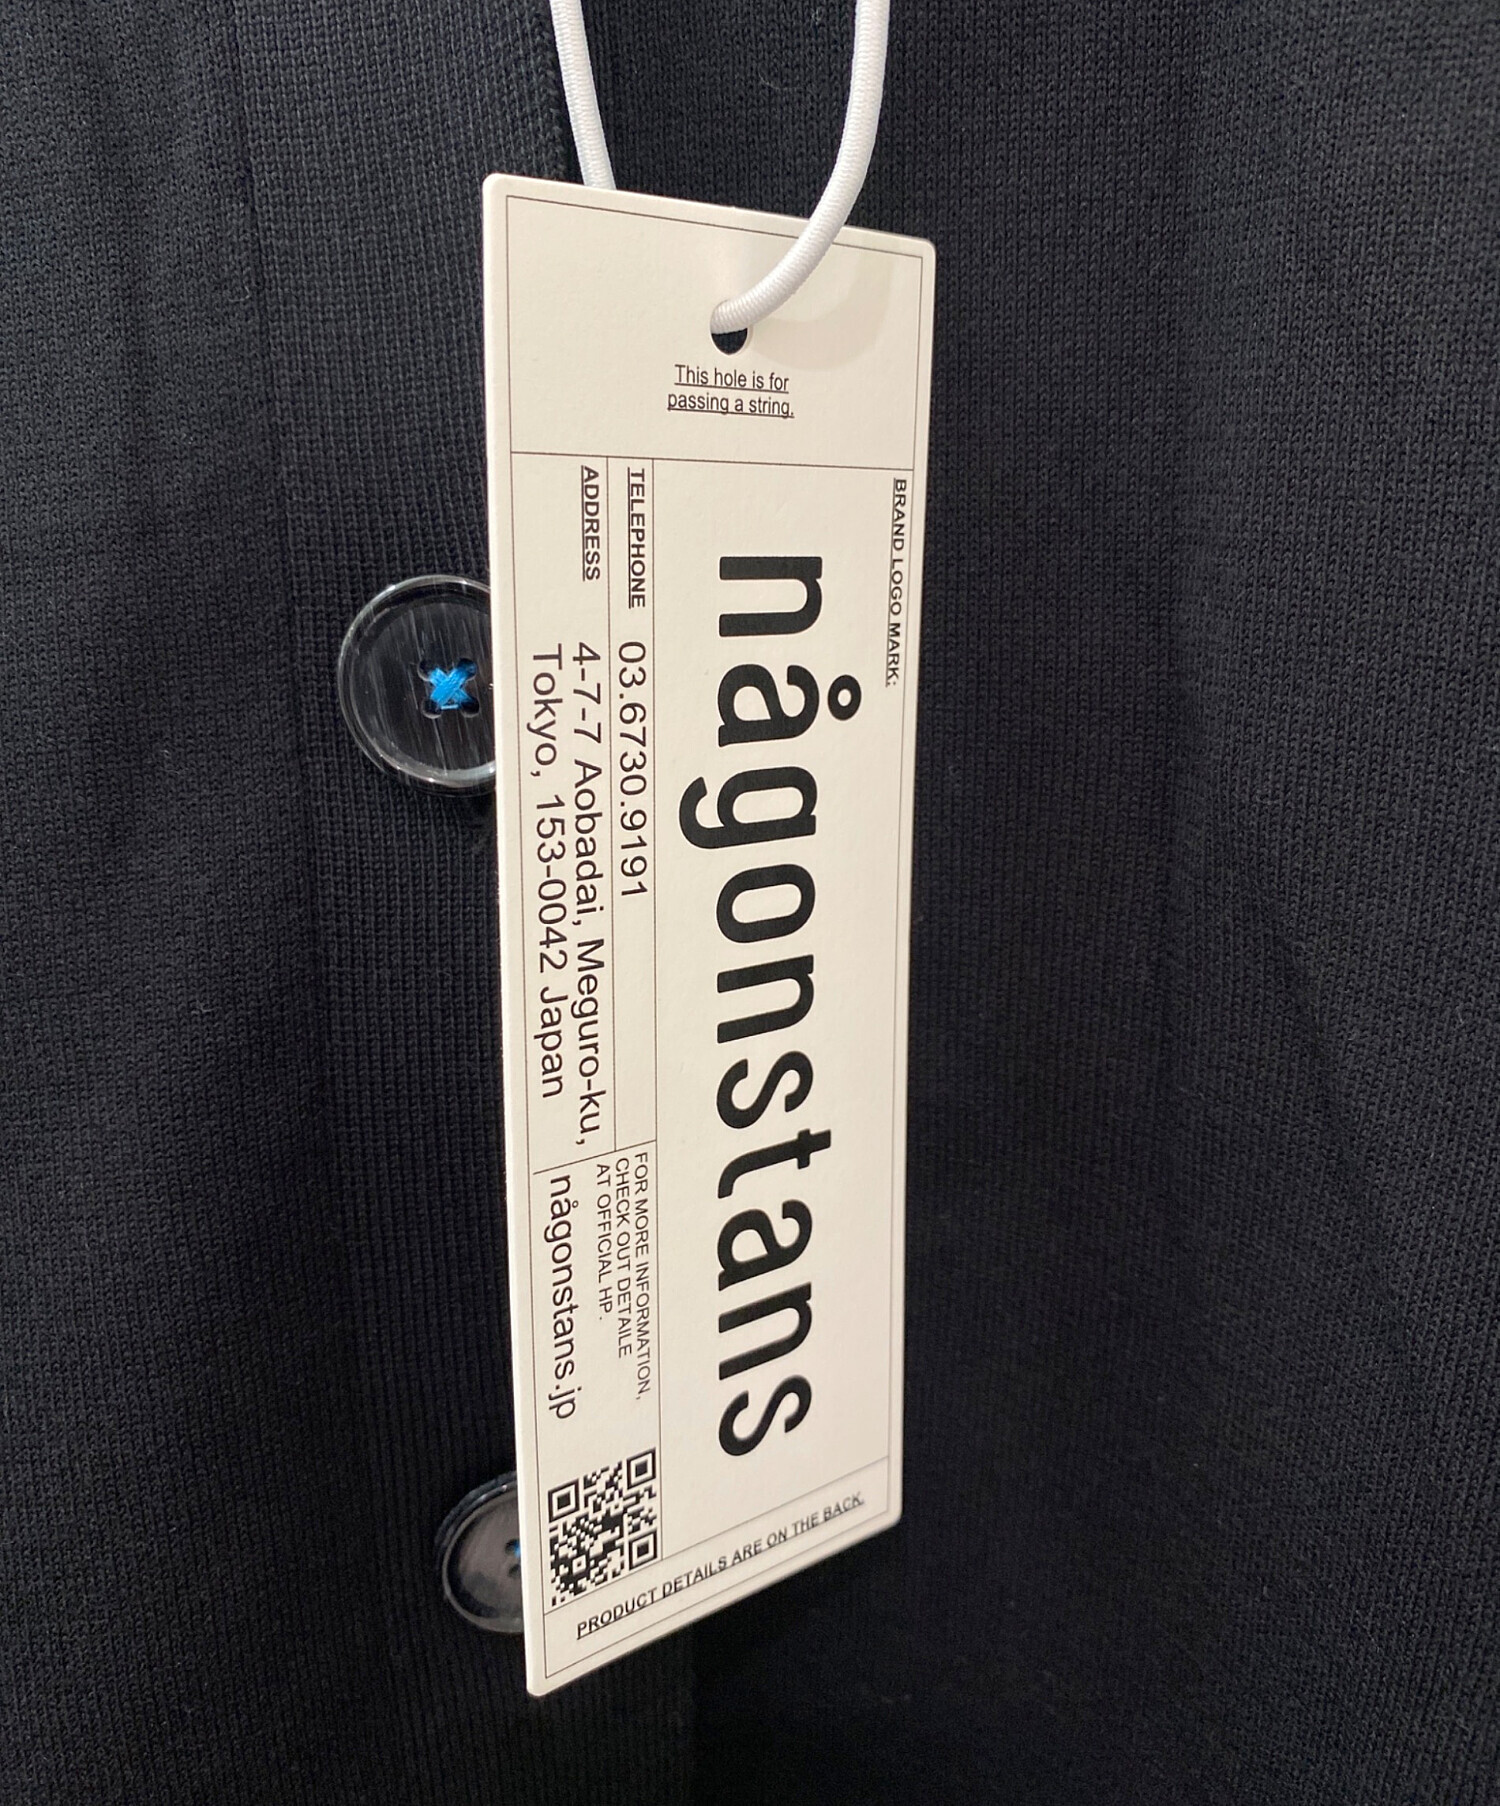 This hole is for
passing a string.
BRAND LOGO MARK:
någonstans
TELEPHONE 03.6730.9191
ADDRESS 4-7-7 Aobadai, Meguro-ku,
Tokyo, 153-0042 Japan
FOR MORE INFORMATION,
CHECK OUT DETAILE
AT OFFICIAL HP.
någonstans.jp
PRODUCT DETAILS ARE ON THE BACK.